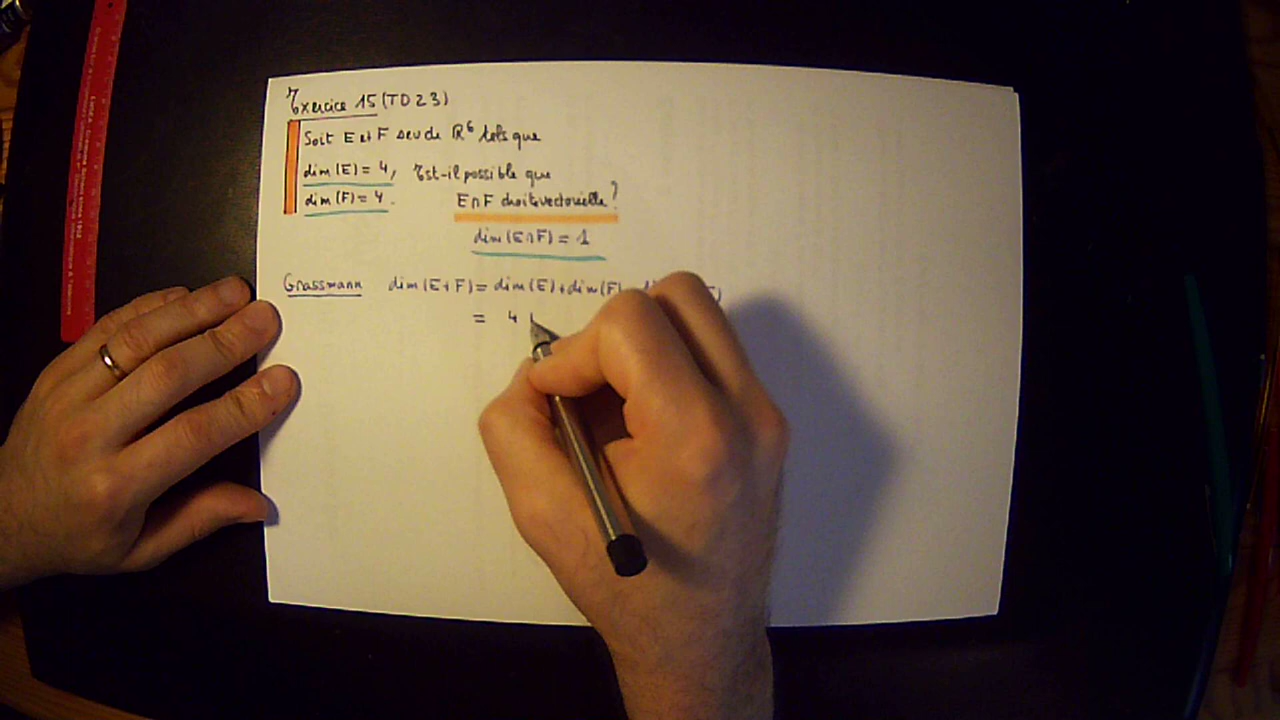 Exercice 15 (TD 23)
Soit E et F sev de R⁶ tels que
dim (E) = 4, Est-il possible que
dim (F) = 4. E∩F droite vectorielle ?
dim (E∩F) = 1
Grassmann dim (E+F) = dim (E) + dim (F)
= 4